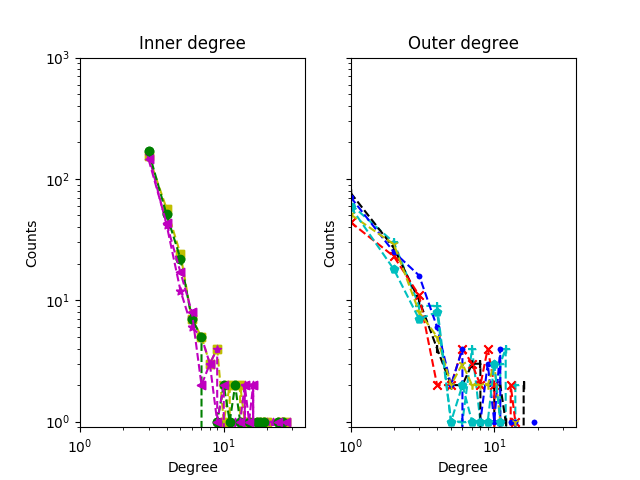 Inner degree
Outer degree
Counts
10³
10²
10¹
10⁰
10⁰
10¹
Degree
Counts
10⁰
10¹
Degree